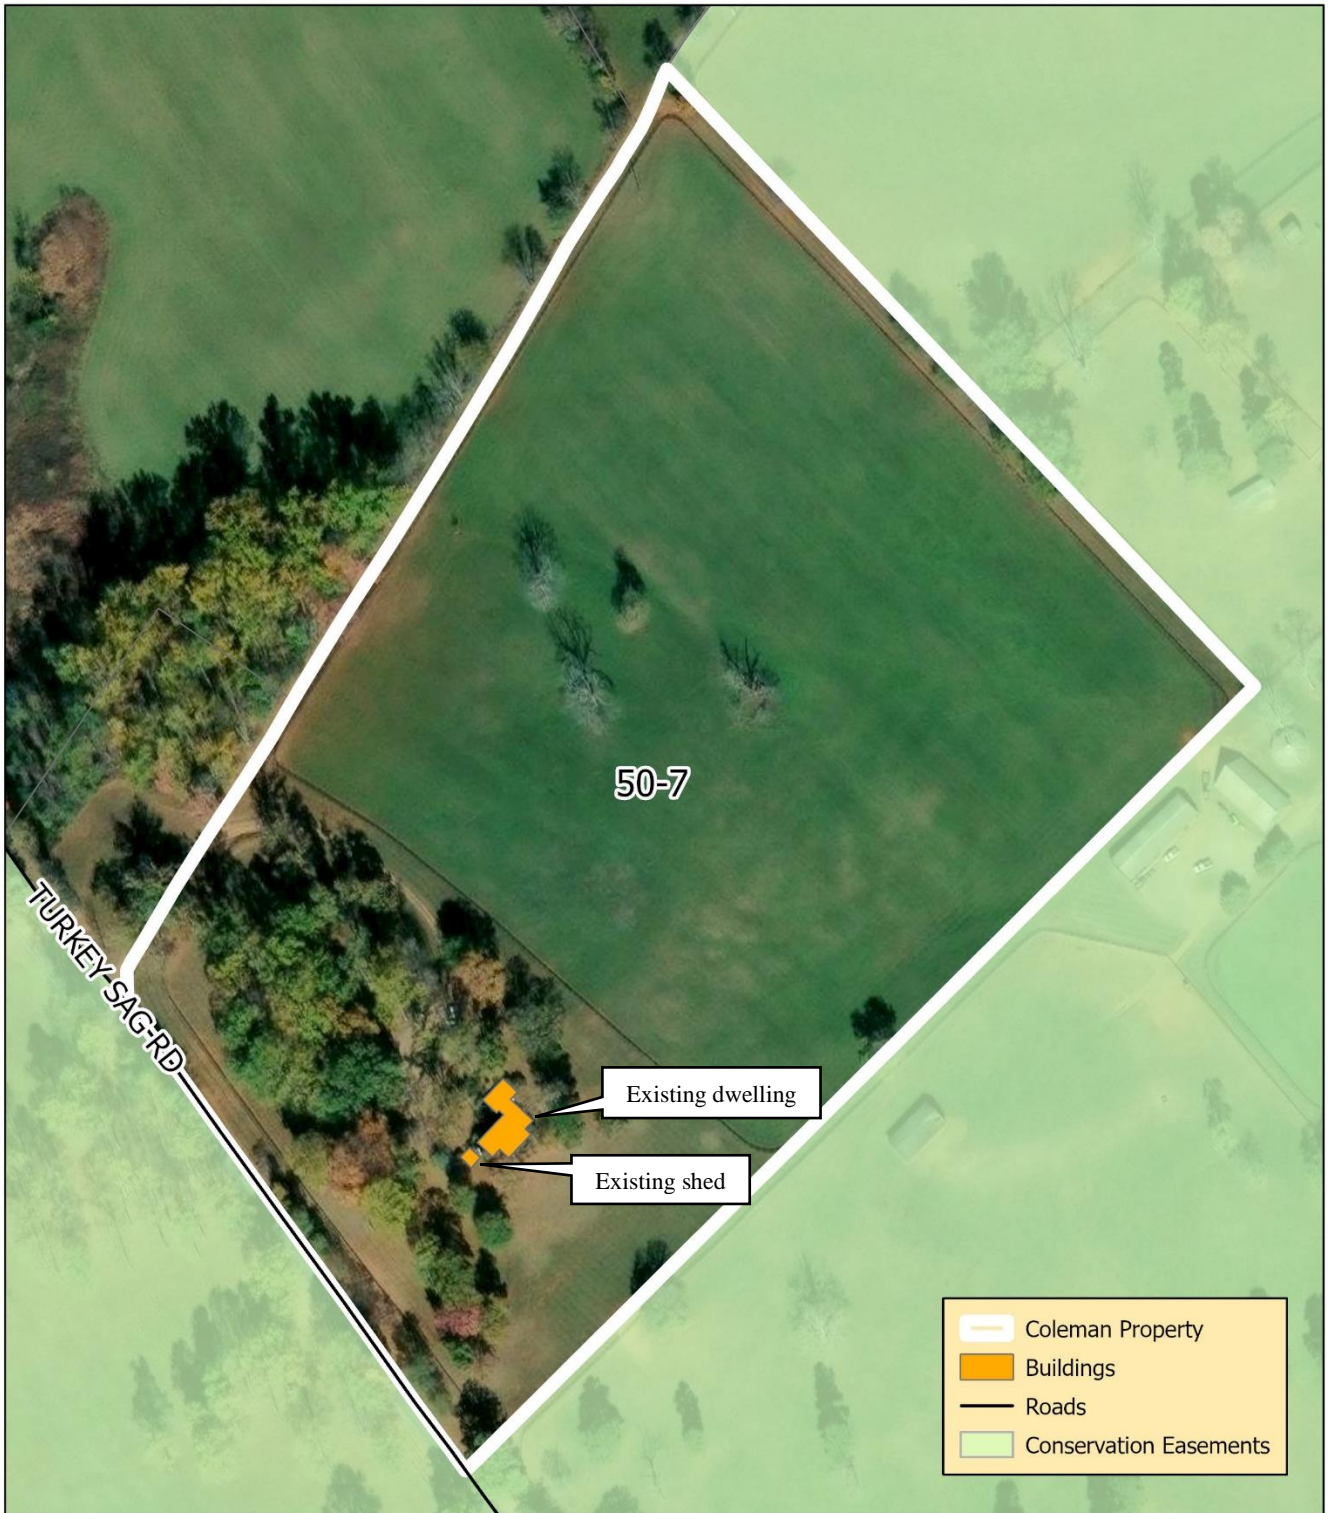 50-7
TURKEY SAG RD
Existing dwelling
Existing shed
Coleman Property
Buildings
Roads
Conservation Easements